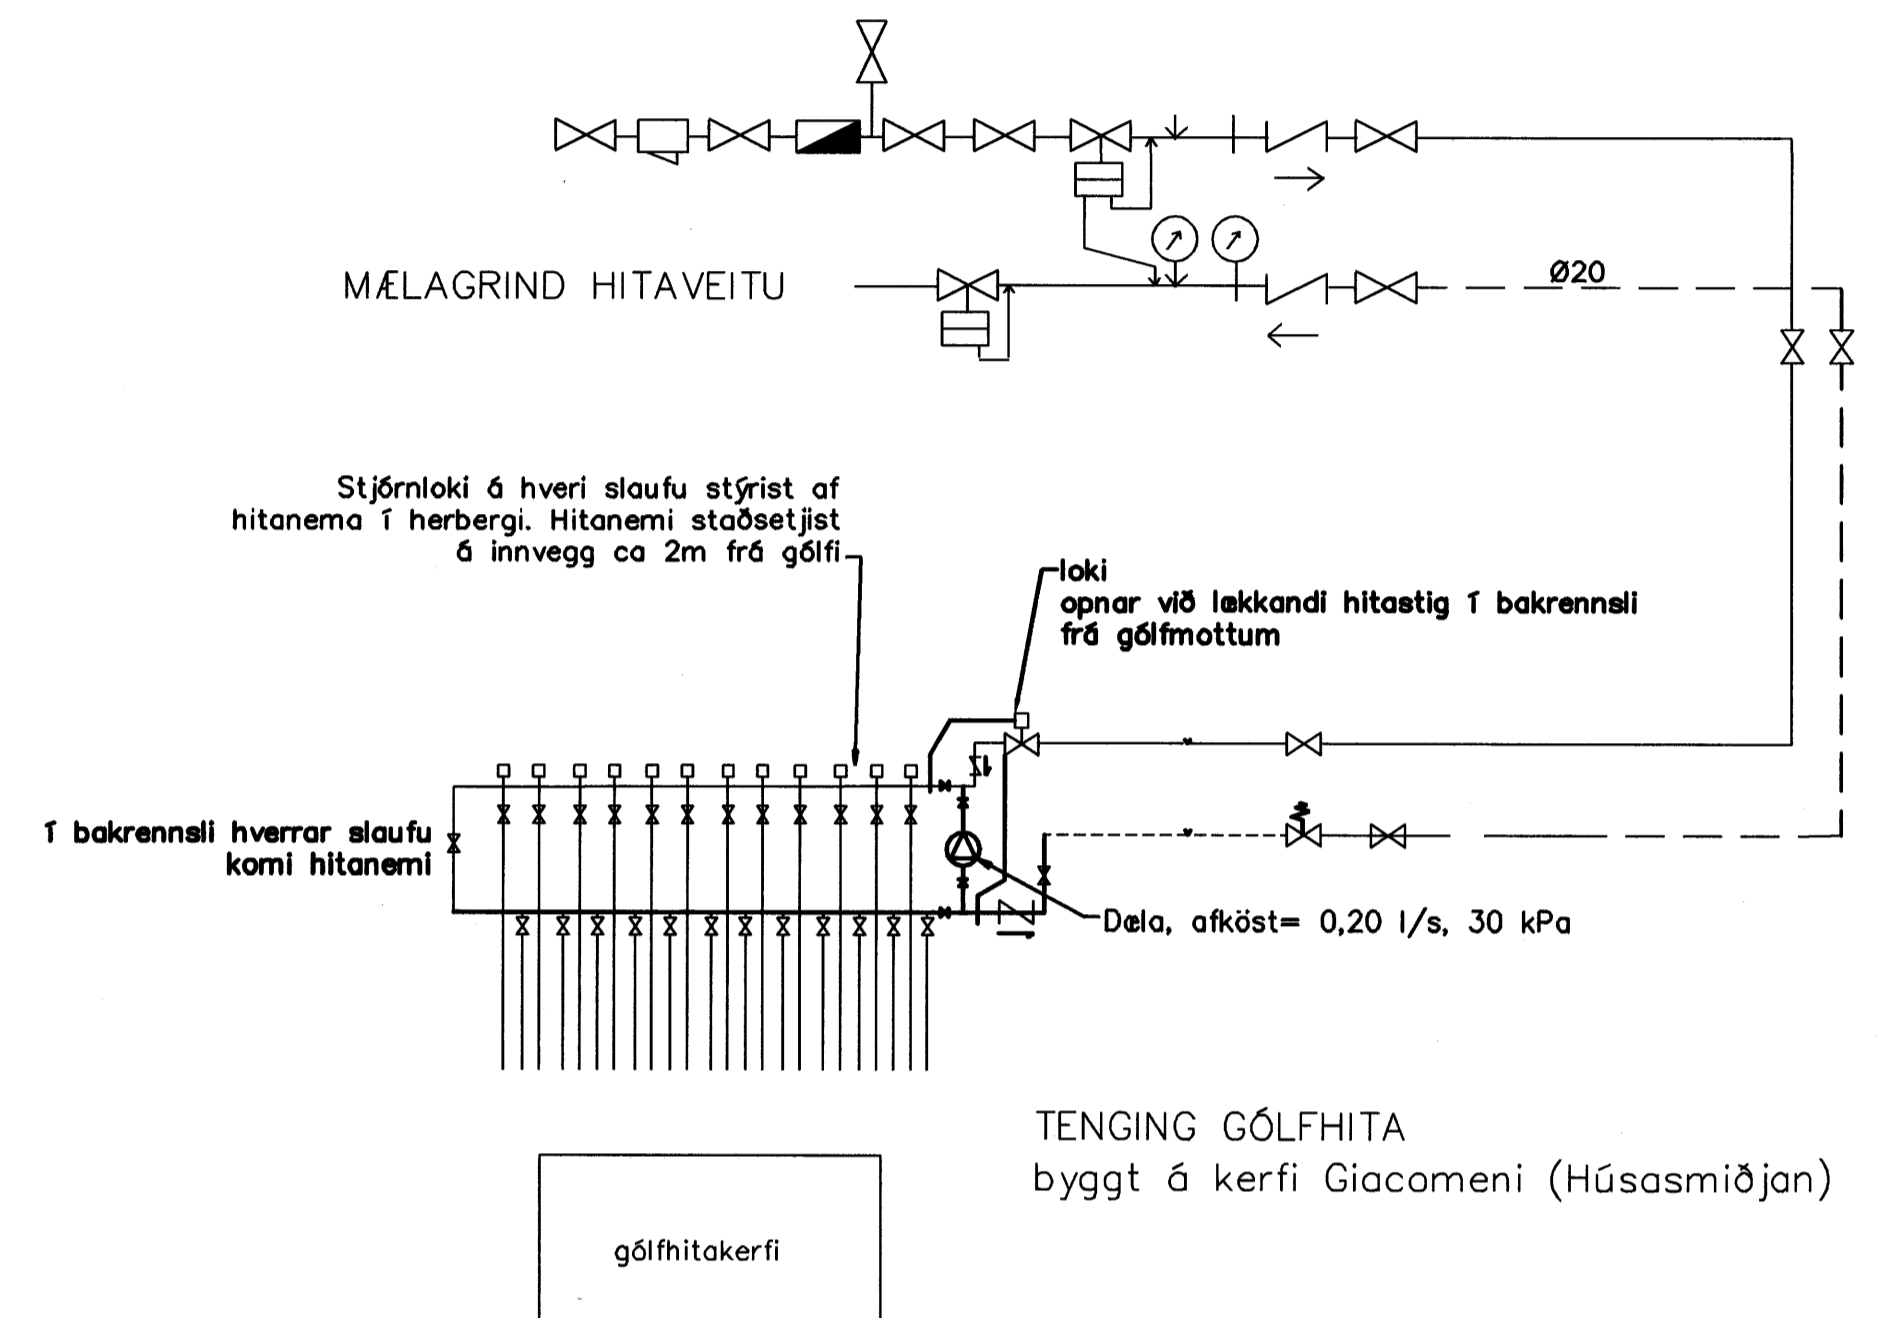 MÆLAGRIND HITAVEITU
Ø20
Stjórnloki á hveri slaufu stýrist af
hitanema í herbergi. Hitanemi staðsetjist
á innvegg ca 2m frá gólfi
loki
opnar við lækkandi hitastig í bakrennsli
frá gólfmottum
í bakrennsli hverrar slaufu
komi hitanemi
Dæla, afköst= 0,20 l/s, 30 kPa
TENGING GÓLFHITA
byggt á kerfi Giacomeni (Húsasmiðjan)
gólfhitakerfi